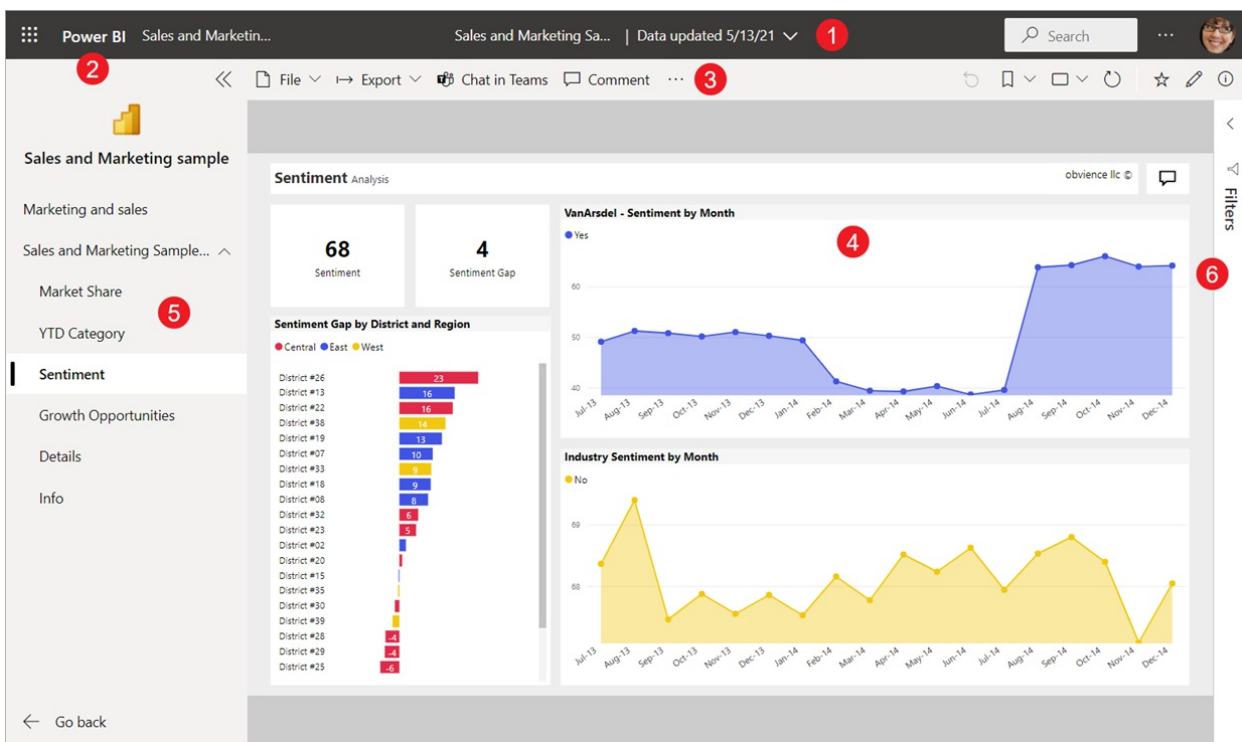 Power BI Sales and Marketin... Sales and Marketing Sa... | Data updated 5/13/21 1 Search ...
2
File Export Chat in Teams Comment ... 3
Sales and Marketing sample
Marketing and sales
Sales and Marketing Sample...
Market Share
5
YTD Category
Sentiment
Growth Opportunities
Details
Info
Go back
Sentiment Analysis
obvience llc ©
68
Sentiment
4
Sentiment Gap
Sentiment Gap by District and Region
Central East West
District #26 23
District #13 16
District #22 16
District #38 14
District #19 13
District #07 10
District #33 9
District #18 9
District #08 8
District #32 6
District #23 5
District #02
District #20
District #15
District #35
District #30
District #39
District #28 -4
District #29 -4
District #25 -6
VanArsdel - Sentiment by Month
4
Yes
60
50
40
Jul-13 Aug-13 Sep-13 Oct-13 Nov-13 Dec-13 Jan-14 Feb-14 Mar-14 Apr-14 May-14 Jun-14 Jul-14 Aug-14 Sep-14 Oct-14 Nov-14 Dec-14
Industry Sentiment by Month
No
69
68
Jul-13 Aug-13 Sep-13 Oct-13 Nov-13 Dec-13 Jan-14 Feb-14 Mar-14 Apr-14 May-14 Jun-14 Jul-14 Aug-14 Sep-14 Oct-14 Nov-14 Dec-14
Filters
6